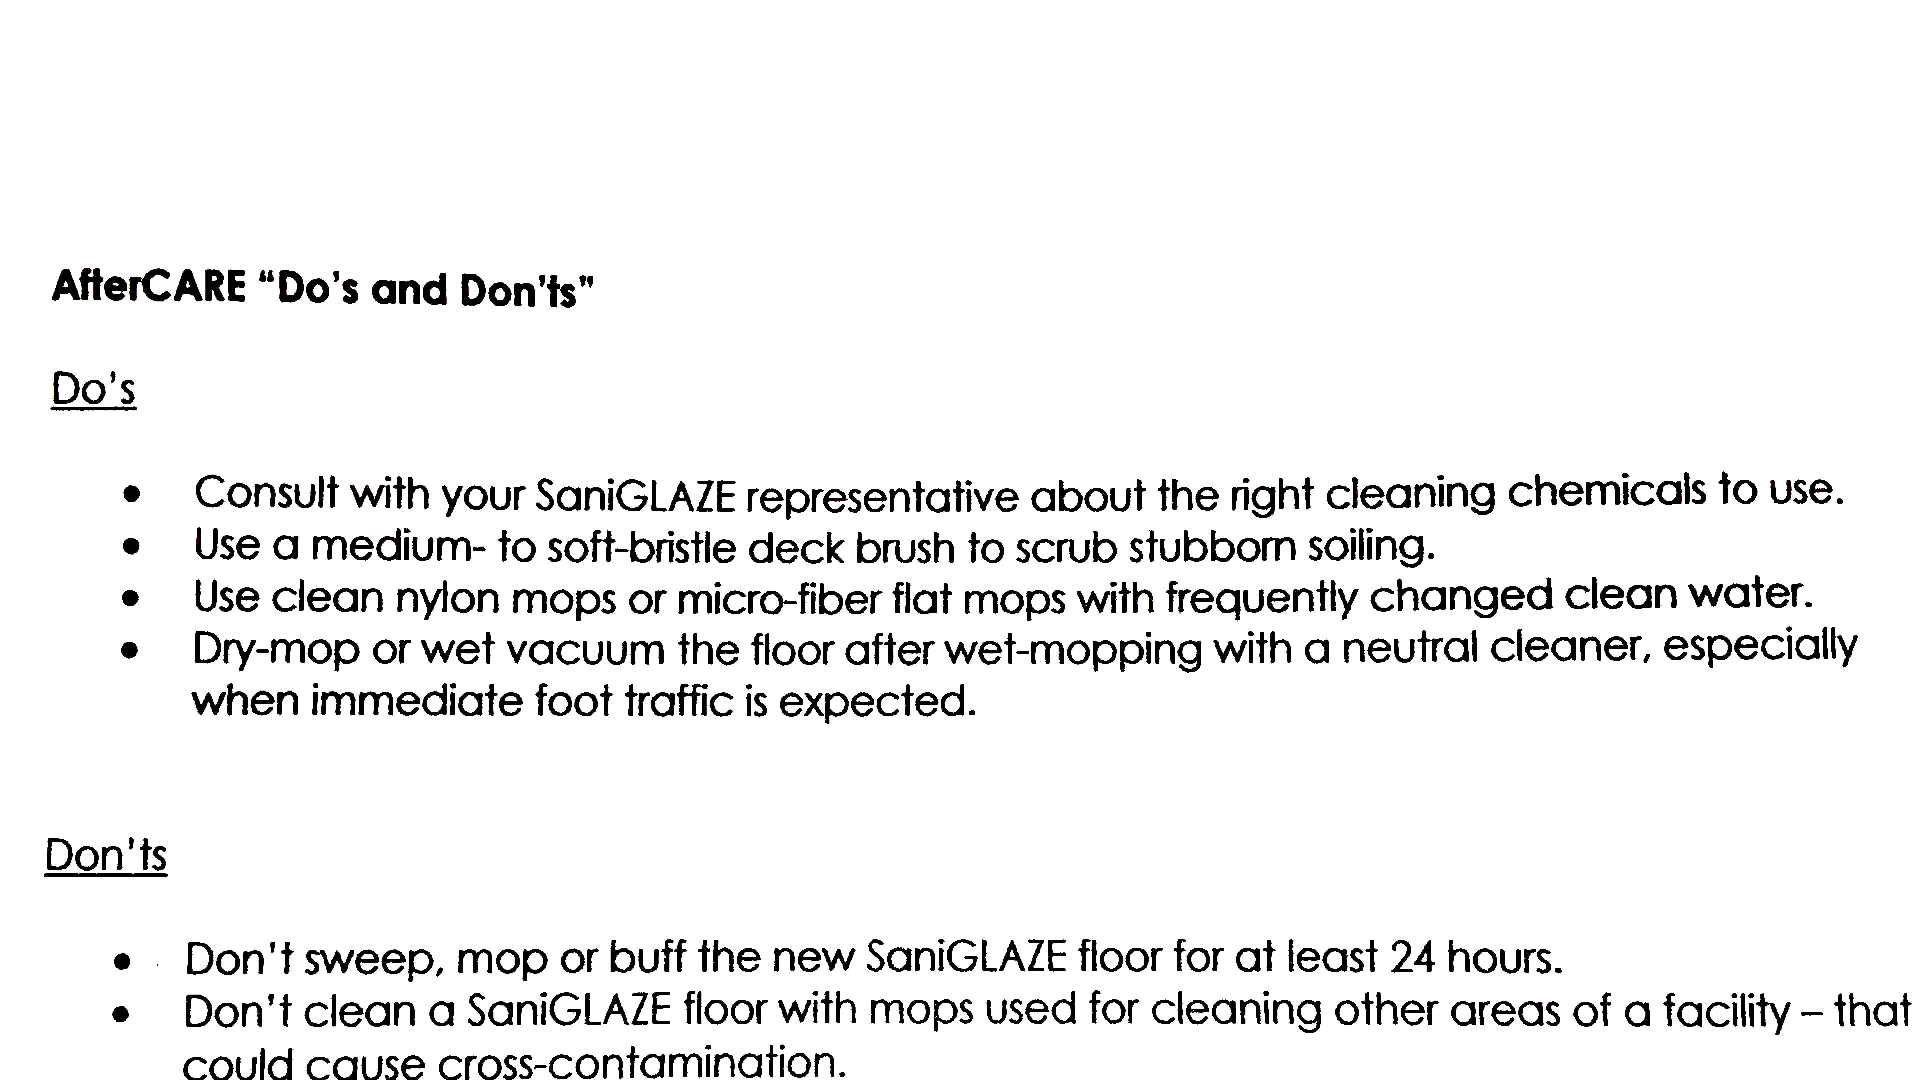 AfterCARE “Do's and Don'ts”
Do's
• Consult with your SaniGLAZE representative about the right cleaning chemicals to use.
• Use a medium- to soft-bristle deck brush to scrub stubborn soiling.
• Use clean nylon mops or micro-fiber flat mops with frequently changed clean water.
• Dry-mop or wet vacuum the floor after wet-mopping with a neutral cleaner, especially
when immediate foot traffic is expected.
Don'ts
• Don't sweep, mop or buff the new SaniGLAZE floor for at least 24 hours.
• Don't clean a SaniGLAZE floor with mops used for cleaning other areas of a facility – that
could cause cross-contamination.